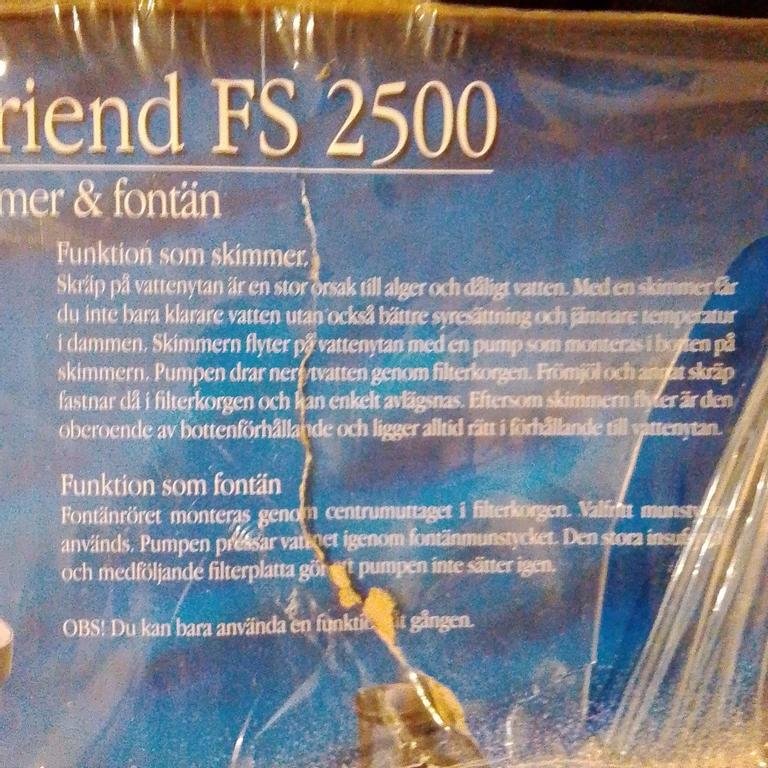 riend FS 2500
mer & fontän
Funktion som skimmer.
Skräp på vattenytan är en stor orsak till alger och dåligt vatten. Med en skimmer får
du inte bara klarare vatten utan också bättre syresättning och jämnare temperatur
i dammen. Skimmern flyter på vattenytan med en pump som monteras i botten på
skimmern. Pumpen drar ner ytvatten genom filterkorgen. Frömjöl och annat skräp
fastnar då i filterkorgen och kan enkelt avlägsnas. Eftersom skimmern flyter är den
oberoende av bottenförhållande och ligger alltid rätt i förhållande till vattenytan.
Funktion som fontän
Fontänröret monteras genom centrumuttaget i filterkorgen. Valfritt
används. Pumpen pressar vattnet igenom fontänmunstycket. Den stora
och medföljande filterplatta gör att pumpen inte sätter igen.
OBS! Du kan bara använda en funktion åt gången.